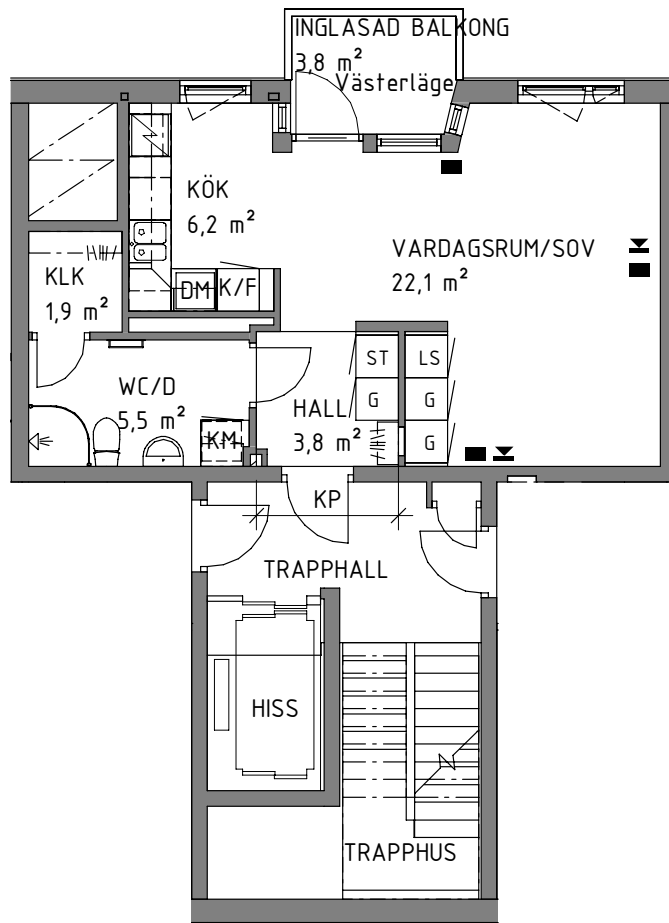 INGLASAD BALKONG
3,8 m²
Västerläge
KÖK
6,2 m²
VARDAGSRUM/SOV
22,1 m²
KLK
1,9 m²
DM
K/F
WC/D
5,5 m²
KM
HALL
3,8 m²
ST
G
LS
G
G
KP
TRAPPHALL
HISS
TRAPPHUS